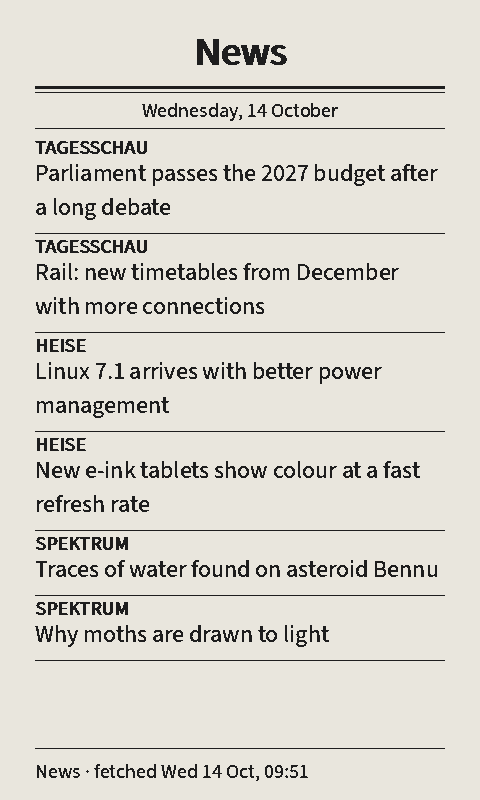 News
Wednesday, 14 October
TAGESSCHAU
Parliament passes the 2027 budget after
a long debate
TAGESSCHAU
Rail: new timetables from December
with more connections
HEISE
Linux 7.1 arrives with better power
management
HEISE
New e-ink tablets show colour at a fast
refresh rate
SPEKTRUM
Traces of water found on asteroid Bennu
SPEKTRUM
Why moths are drawn to light
News · fetched Wed 14 Oct, 09:51